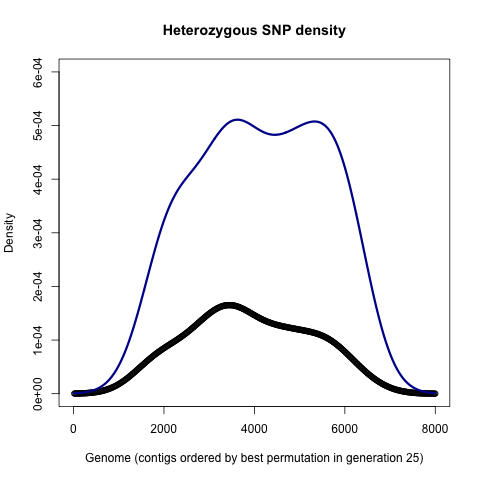 Heterozygous SNP density
Density
6e-04
5e-04
4e-04
3e-04
2e-04
1e-04
0e+00
0 2000 4000 6000 8000
Genome (contigs ordered by best permutation in generation 25)